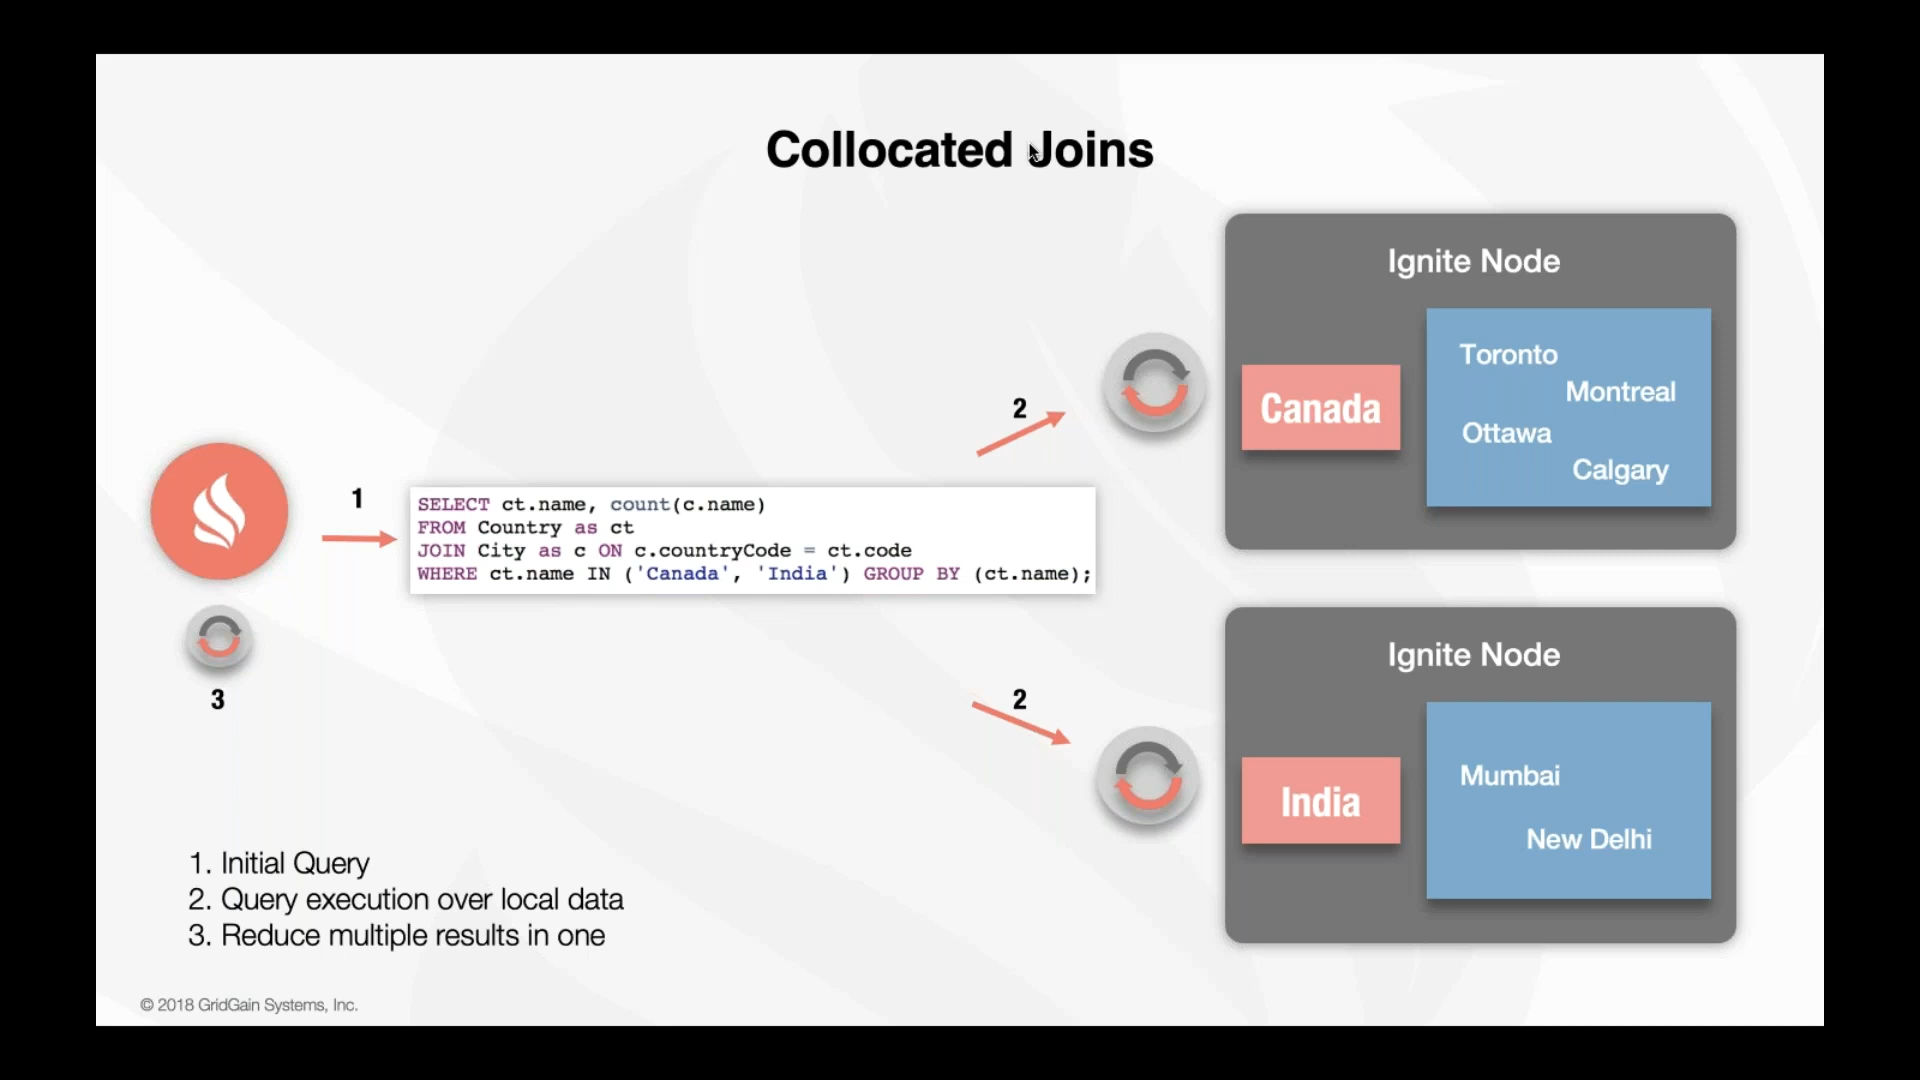 Collocated Joins
Ignite Node
Canada
Toronto
Montreal
Ottawa
Calgary
2
1
SELECT ct.name, count(c.name)
FROM Country as ct
JOIN City as c ON c.countryCode = ct.code
WHERE ct.name IN ('Canada', 'India') GROUP BY (ct.name);
3
2
Ignite Node
India
Mumbai
New Delhi
1. Initial Query
2. Query execution over local data
3. Reduce multiple results in one
© 2018 GridGain Systems, Inc.